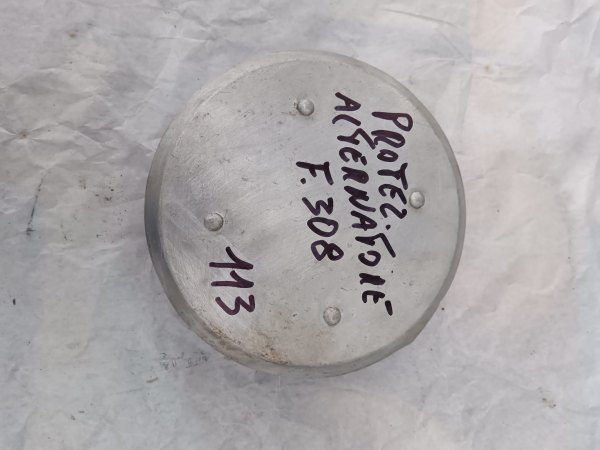 PROTEZ.
ALTERNATORE
F. 308
113